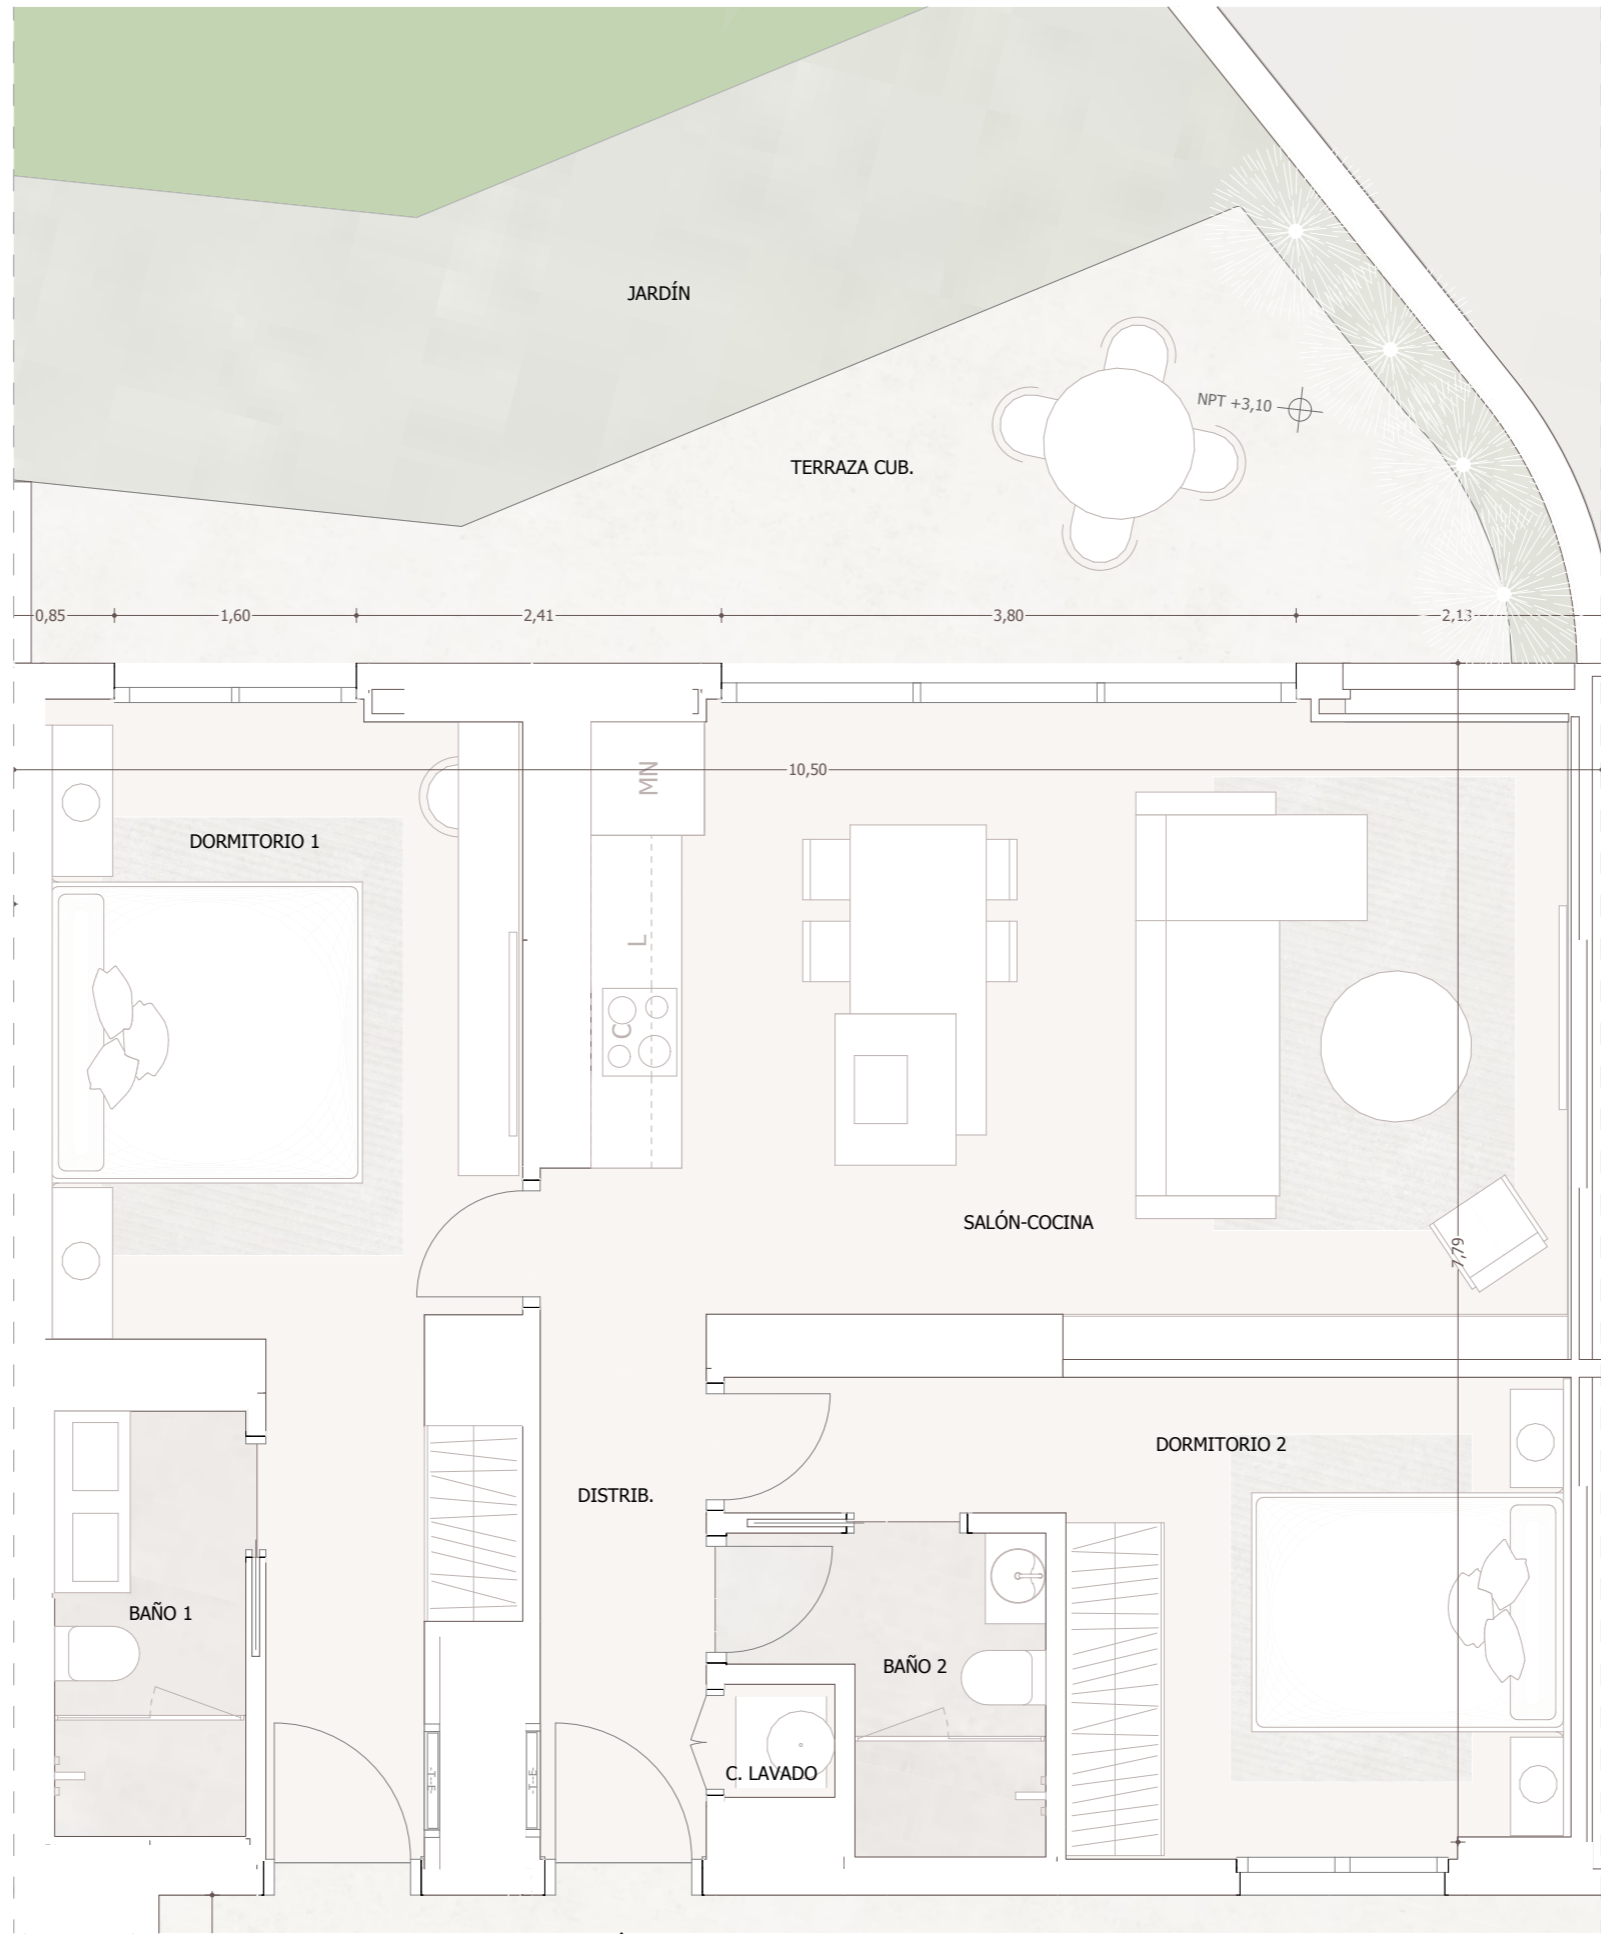 JARDÍN
NPT +3,10
TERRAZA CUB.
0,85
1,60
2,41
3,80
2,13
10,50
MN
DORMITORIO 1
L
C
SALÓN-COCINA
7,79
DORMITORIO 2
DISTRIB.
BAÑO 1
BAÑO 2
C. LAVADO